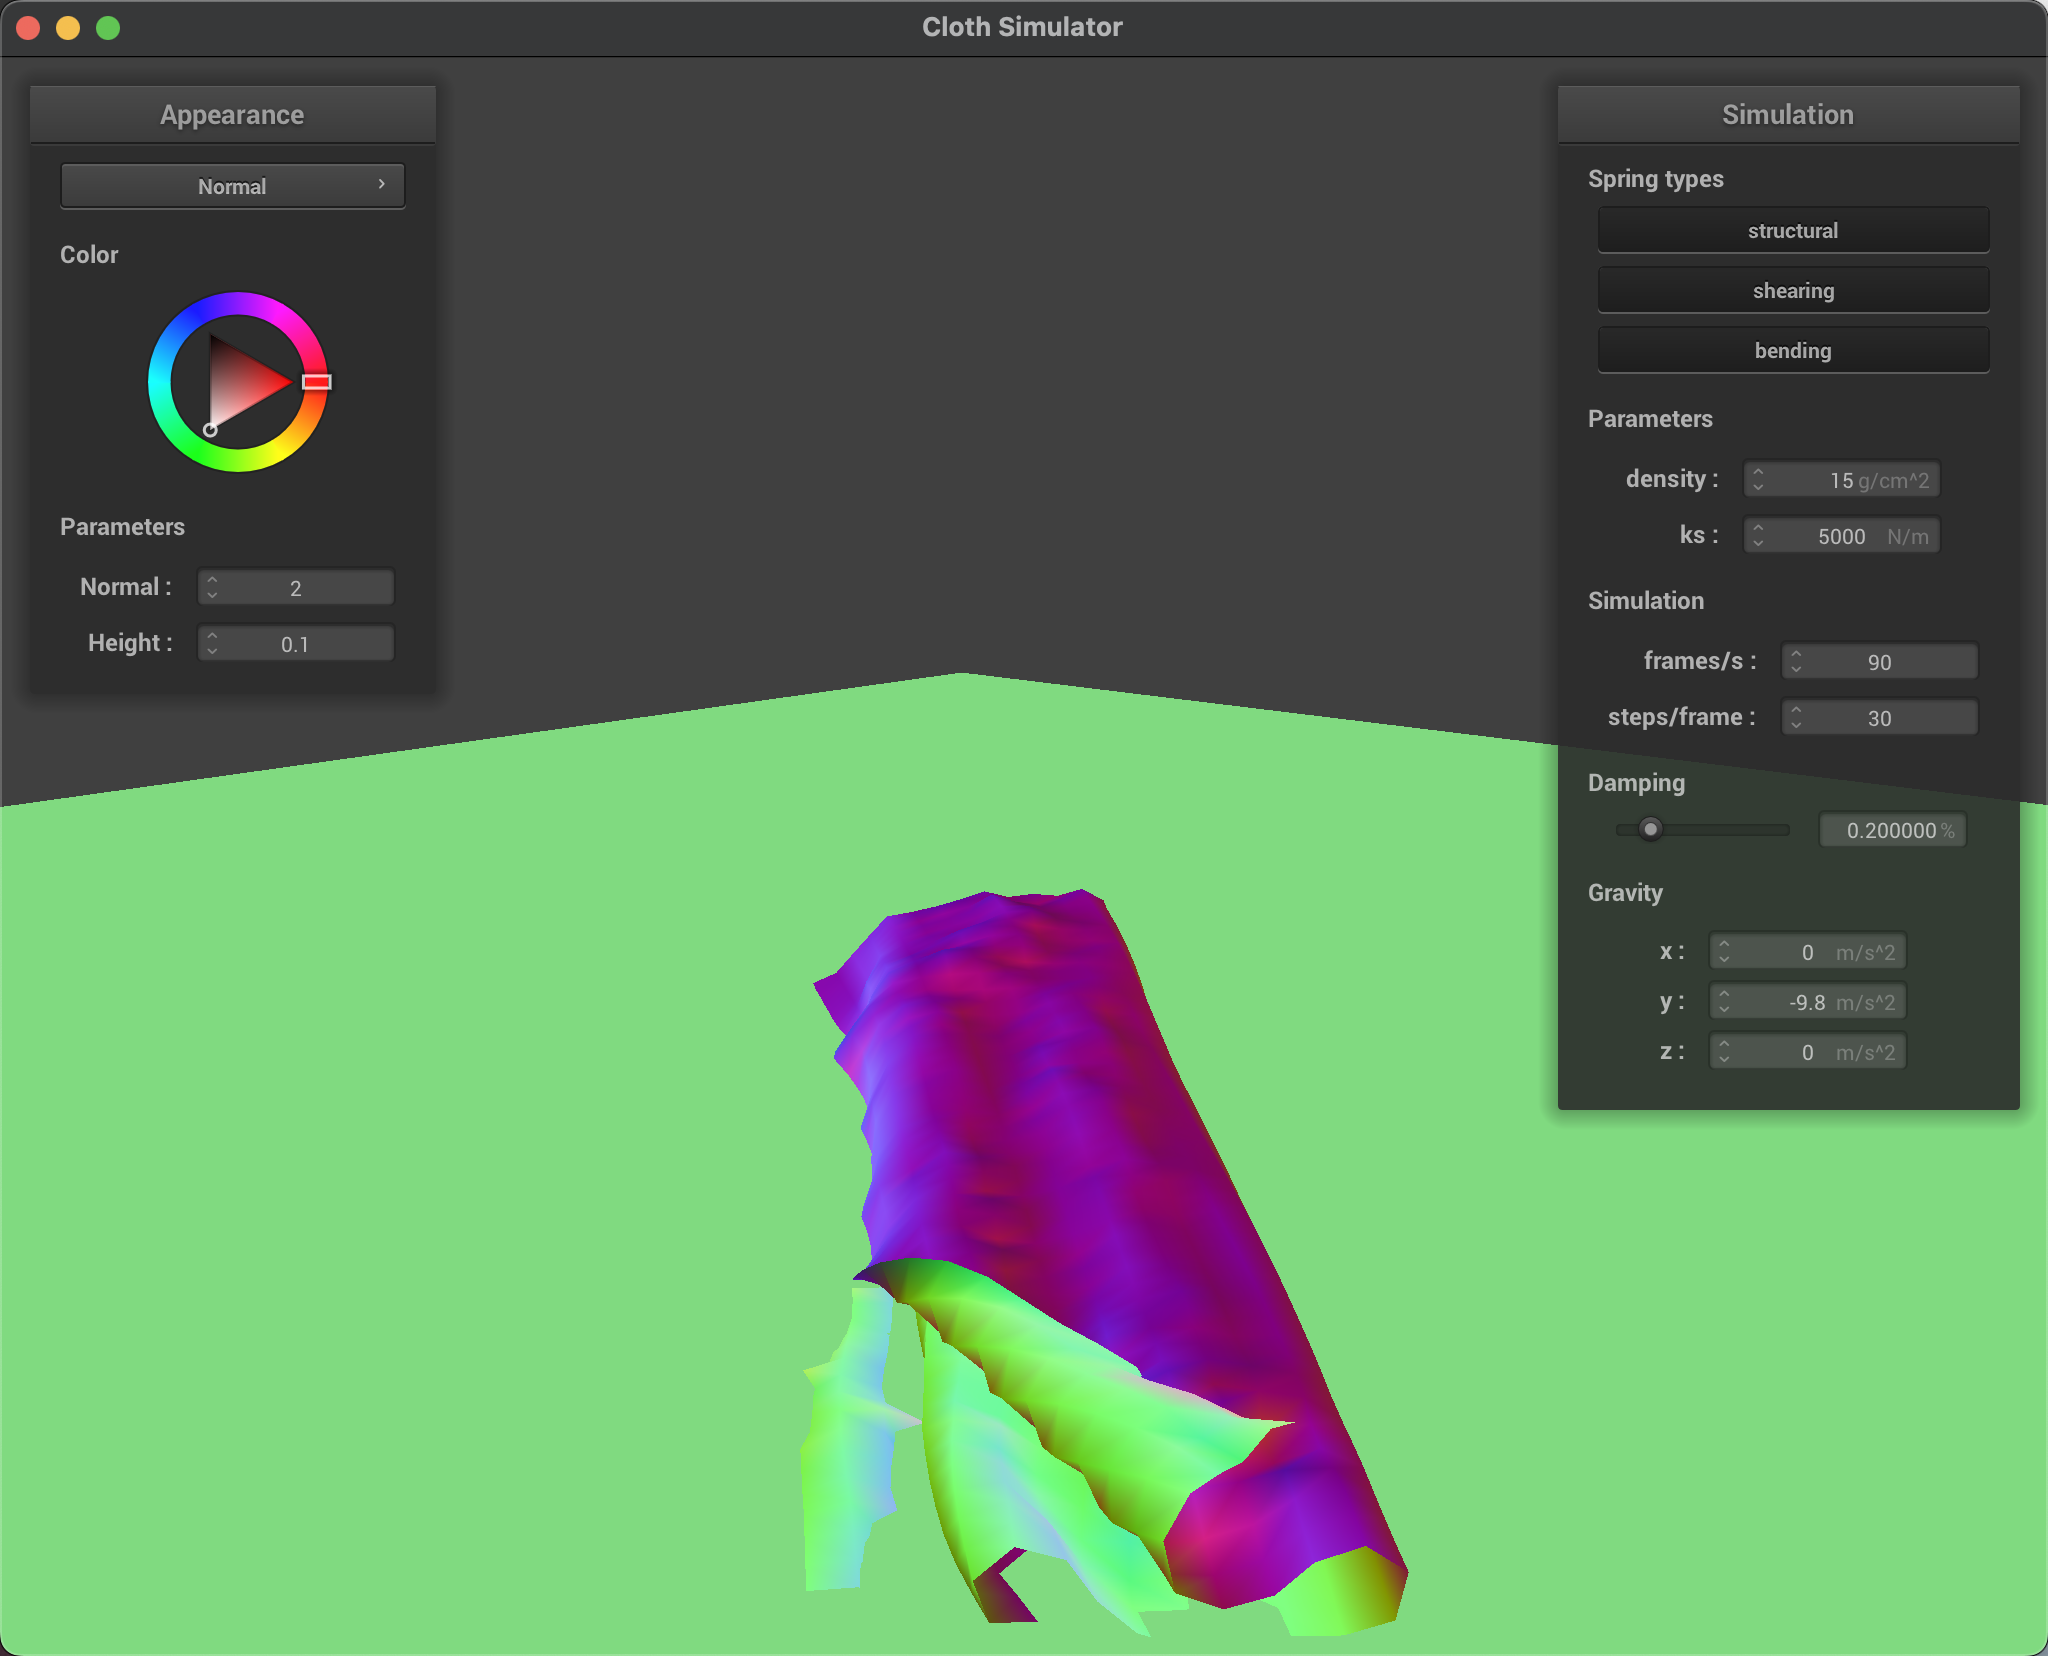 Cloth Simulator
Appearance
Normal
Color
Parameters
Normal : 2
Height : 0.1
Simulation
Spring types
structural
shearing
bending
Parameters
density : 15 g/cm^2
ks : 5000 N/m
Simulation
frames/s : 90
steps/frame : 30
Damping
0.200000 %
Gravity
x : 0 m/s^2
y : -9.8 m/s^2
z : 0 m/s^2